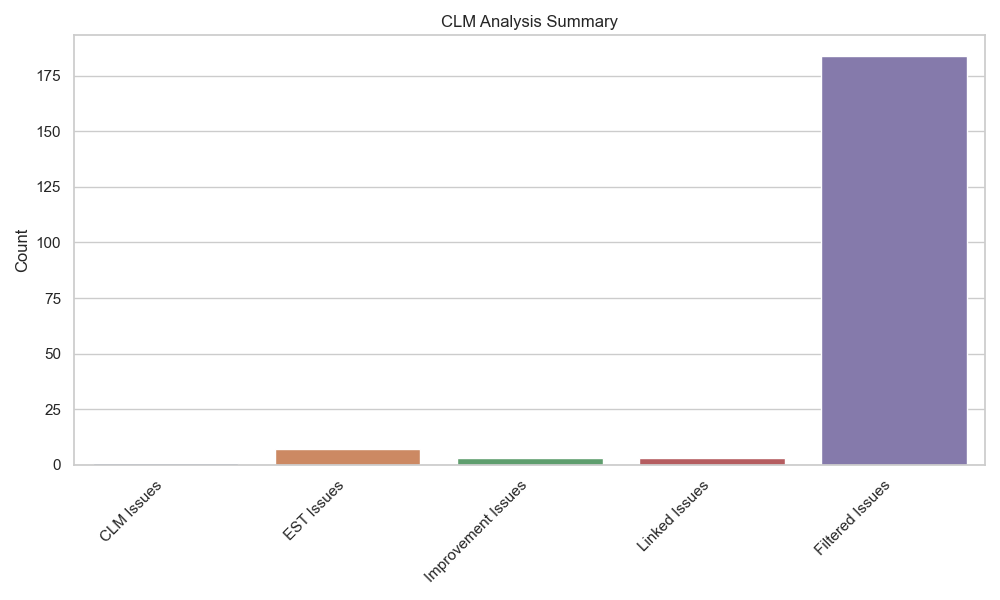 CLM Analysis Summary
175
150
125
100
75
50
25
0
Count
CLM Issues
EST Issues
Improvement Issues
Linked Issues
Filtered Issues